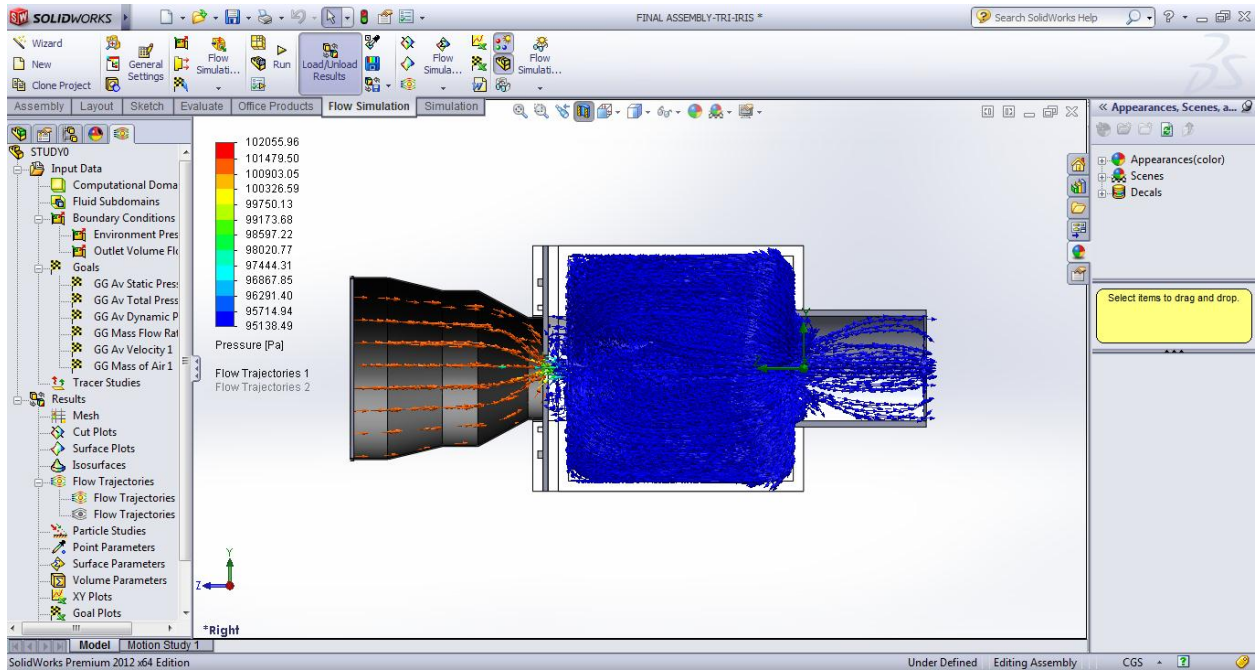 SOLIDWORKS
FINAL ASSEMBLY-TRI-IRIS *
Search SolidWorks Help
Wizard
New
Clone Project
General Settings
Flow Simulati...
Run
Load/Unload Results
Flow Simula...
Flow Simulati...
Assembly Layout Sketch Evaluate Office Products Flow Simulation Simulation
« Appearances, Scenes, a...
STUDY0
Input Data
Computational Doma
Fluid Subdomains
Boundary Conditions
Environment Pres
Outlet Volume Flo
Goals
GG Av Static Press
GG Av Total Press
GG Av Dynamic P
GG Mass Flow Rat
GG Av Velocity 1
GG Mass of Air 1
Tracer Studies
Results
Mesh
Cut Plots
Surface Plots
Isosurfaces
Flow Trajectories
Flow Trajectories
Flow Trajectories
Particle Studies
Point Parameters
Surface Parameters
Volume Parameters
XY Plots
Goal Plots
102055.96
101479.50
100903.05
100326.59
99750.13
99173.68
98597.22
98020.77
97444.31
96867.85
96291.40
95714.94
95138.49
Pressure [Pa]
Flow Trajectories 1
Flow Trajectories 2
Y
Y
Z
*Right
Appearances(color)
Scenes
Decals
Select items to drag and drop.
Model Motion Study 1
SolidWorks Premium 2012 x64 Edition
Under Defined Editing Assembly CGS